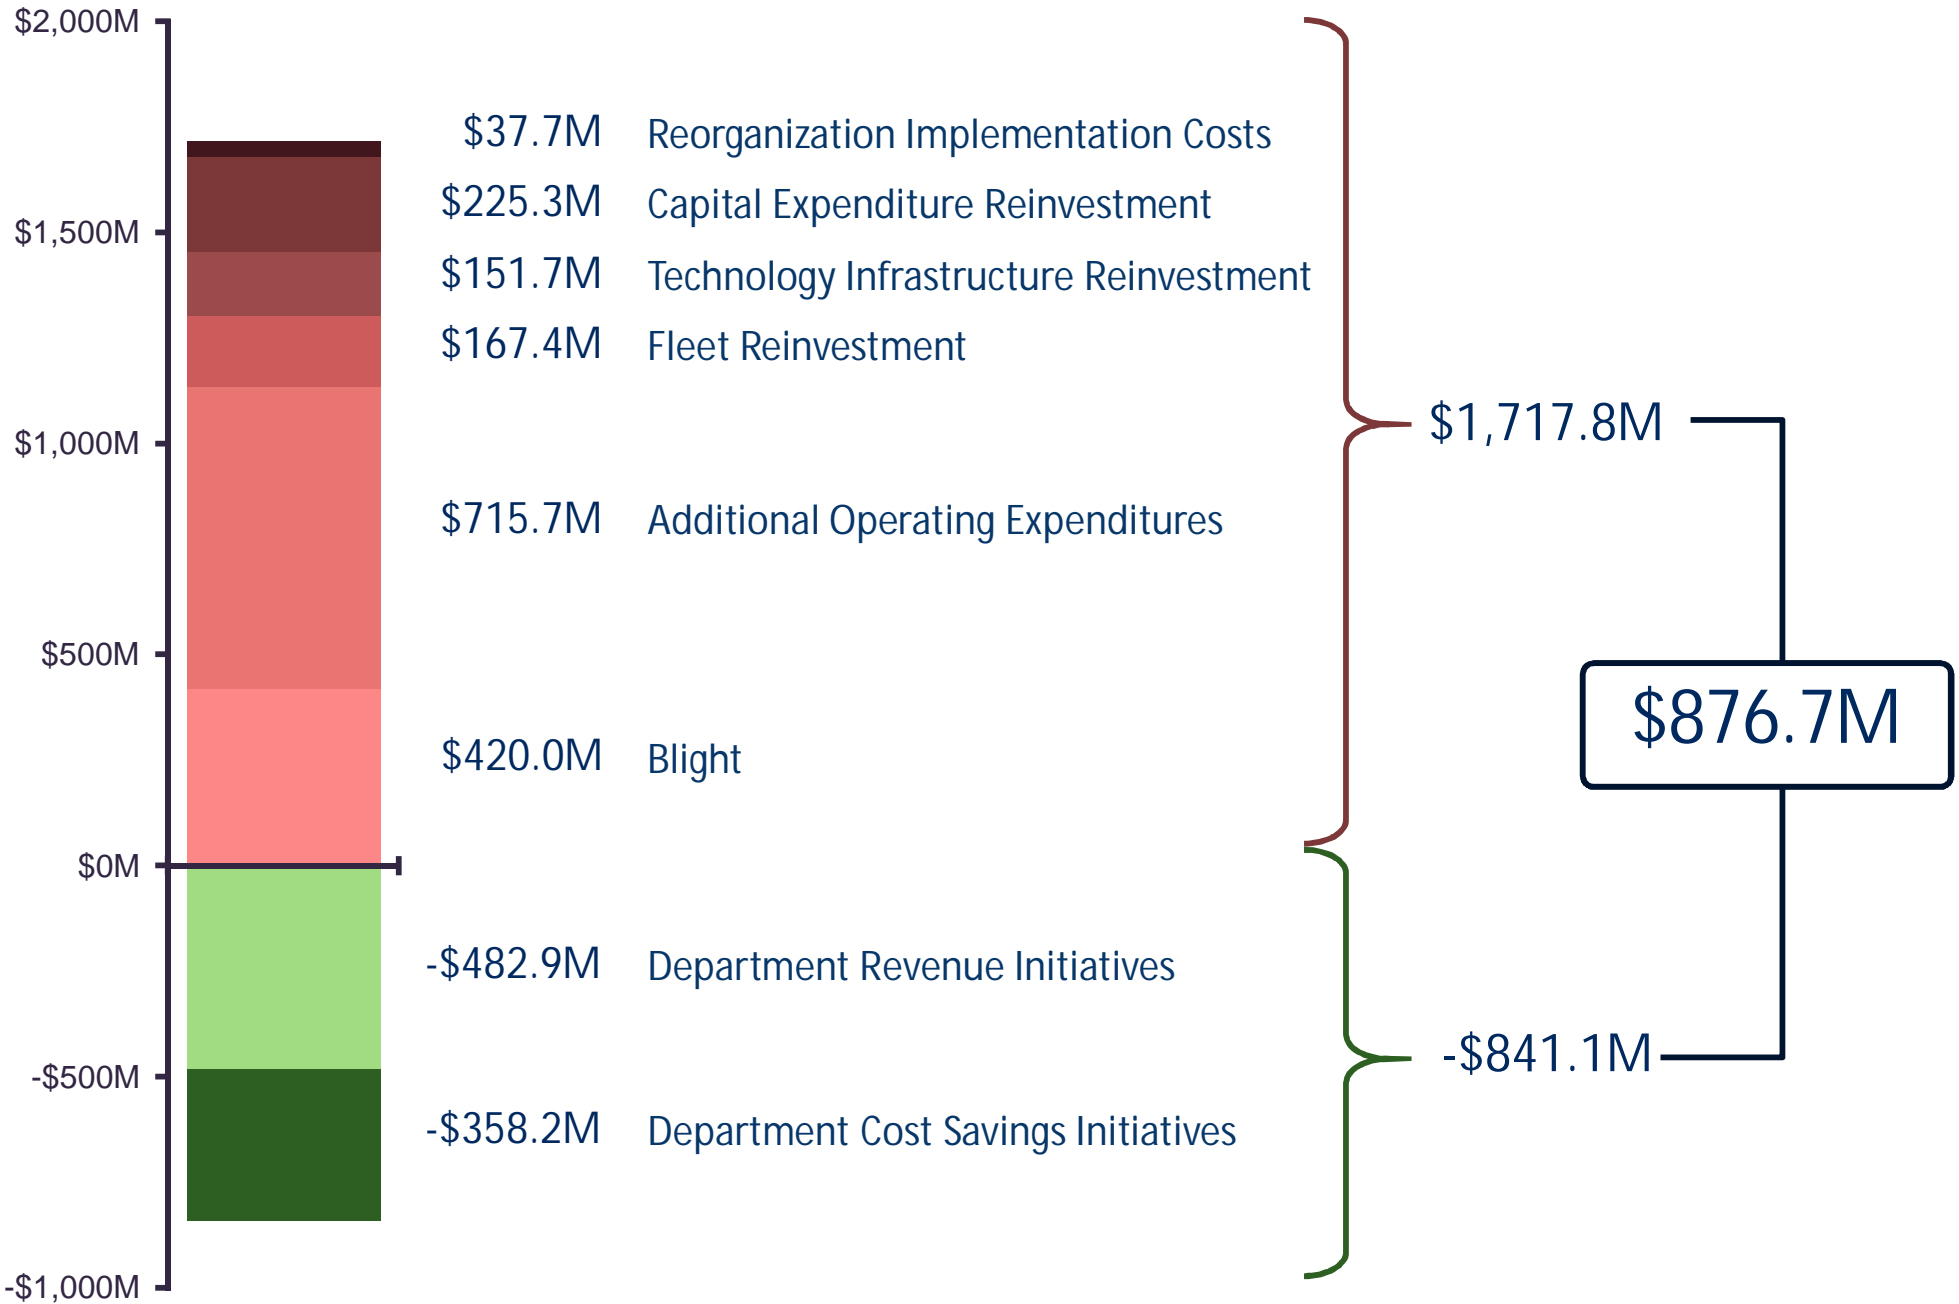 $2,000M
$37.7M Reorganization Implementation Costs
$225.3M Capital Expenditure Reinvestment
$1,500M
$151.7M Technology Infrastructure Reinvestment
$167.4M Fleet Reinvestment
$1,717.8M
$1,000M
$715.7M Additional Operating Expenditures
$500M
$876.7M
$420.0M Blight
$0M
-$482.9M Department Revenue Initiatives
-$841.1M
-$500M
-$358.2M Department Cost Savings Initiatives
-$1,000M